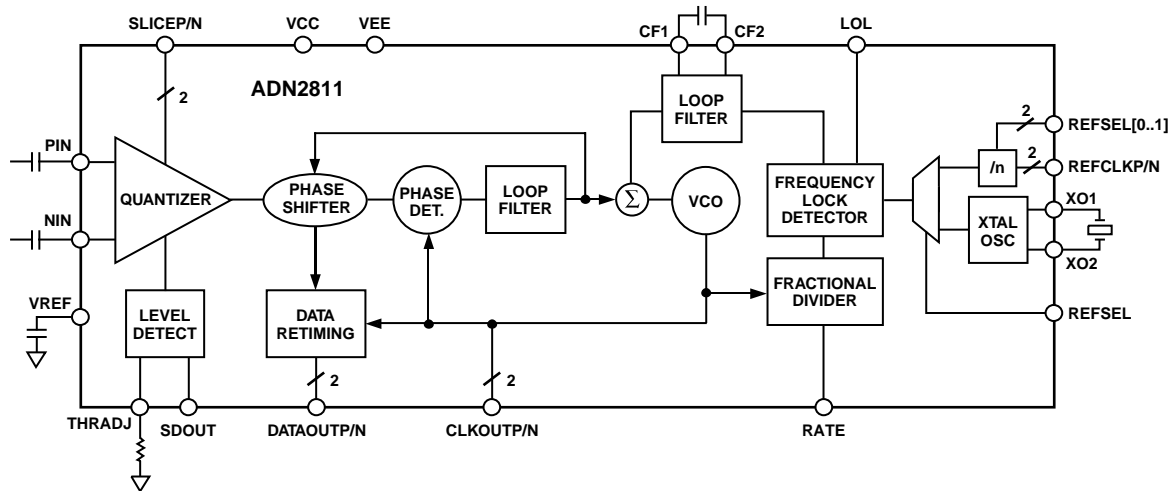 SLICEP/N
VCC
VEE
CF1
CF2
LOL
2
ADN2811
LOOP
FILTER
2
REFSEL[0..1]
PIN
/n
2
REFCLKP/N
QUANTIZER
PHASE
SHIFTER
PHASE
DET.
LOOP
FILTER
Σ
VCO
FREQUENCY
LOCK
DETECTOR
XTAL
OSC
XO1
XO2
NIN
VREF
LEVEL
DETECT
DATA
RETIMING
FRACTIONAL
DIVIDER
REFSEL
2
2
THRADJ
SDOUT
DATAOUTP/N
CLKOUTP/N
RATE